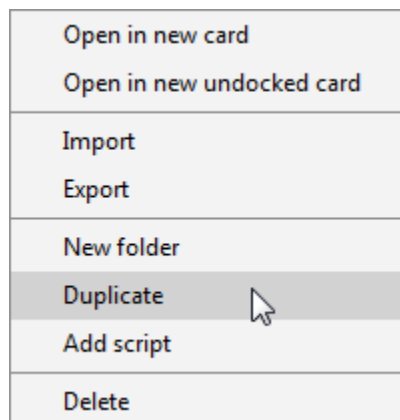 Open in new card
Open in new undocked card
Import
Export
New folder
Duplicate
Add script
Delete